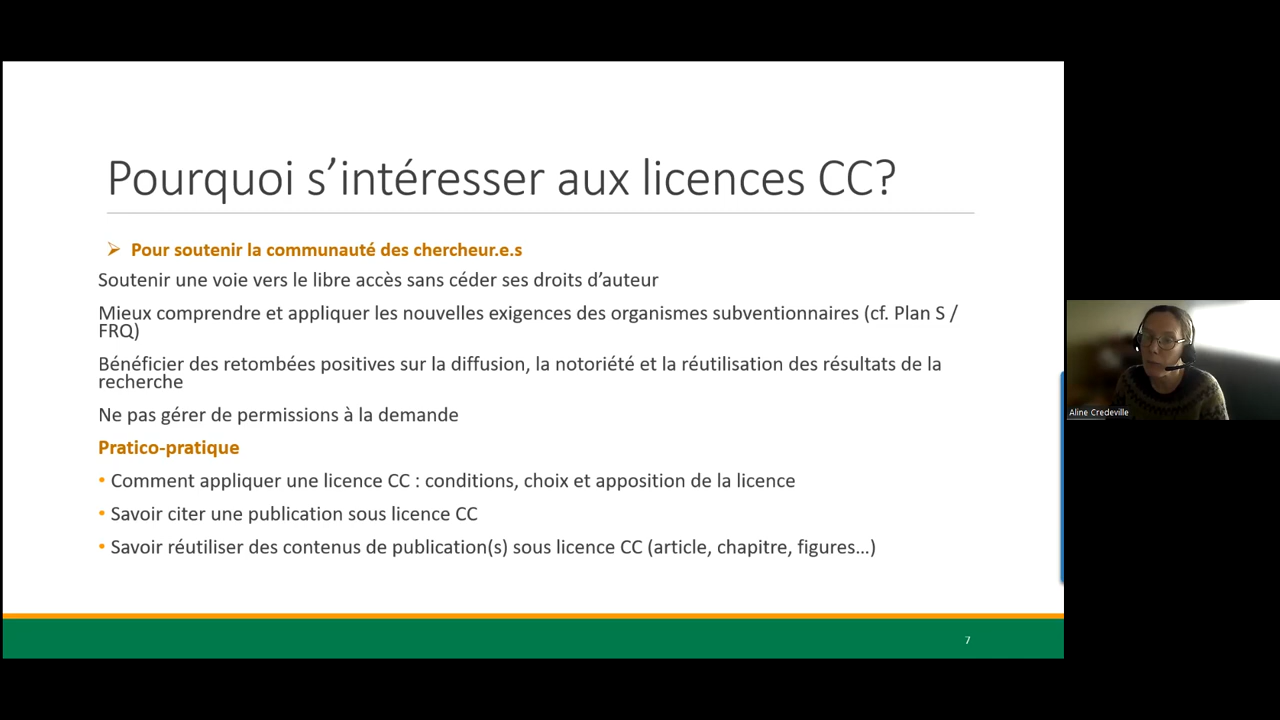 Pourquoi s’intéresser aux licences CC?
➢ Pour soutenir la communauté des chercheur.e.s
Soutenir une voie vers le libre accès sans céder ses droits d’auteur
Mieux comprendre et appliquer les nouvelles exigences des organismes subventionnaires (cf. Plan S /
FRQ)
Bénéficier des retombées positives sur la diffusion, la notoriété et la réutilisation des résultats de la
recherche
Ne pas gérer de permissions à la demande
Pratico-pratique
• Comment appliquer une licence CC : conditions, choix et apposition de la licence
• Savoir citer une publication sous licence CC
• Savoir réutiliser des contenus de publication(s) sous licence CC (article, chapitre, figures…)
7
Aline Credeville